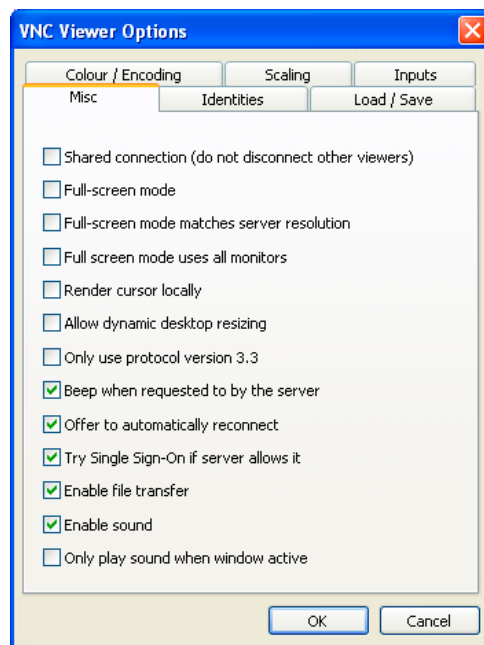 VNC Viewer Options
Colour / Encoding Scaling Inputs
Misc Identities Load / Save
Shared connection (do not disconnect other viewers)
Full-screen mode
Full-screen mode matches server resolution
Full screen mode uses all monitors
Render cursor locally
Allow dynamic desktop resizing
Only use protocol version 3.3
Beep when requested to by the server
Offer to automatically reconnect
Try Single Sign-On if server allows it
Enable file transfer
Enable sound
Only play sound when window active
OK Cancel